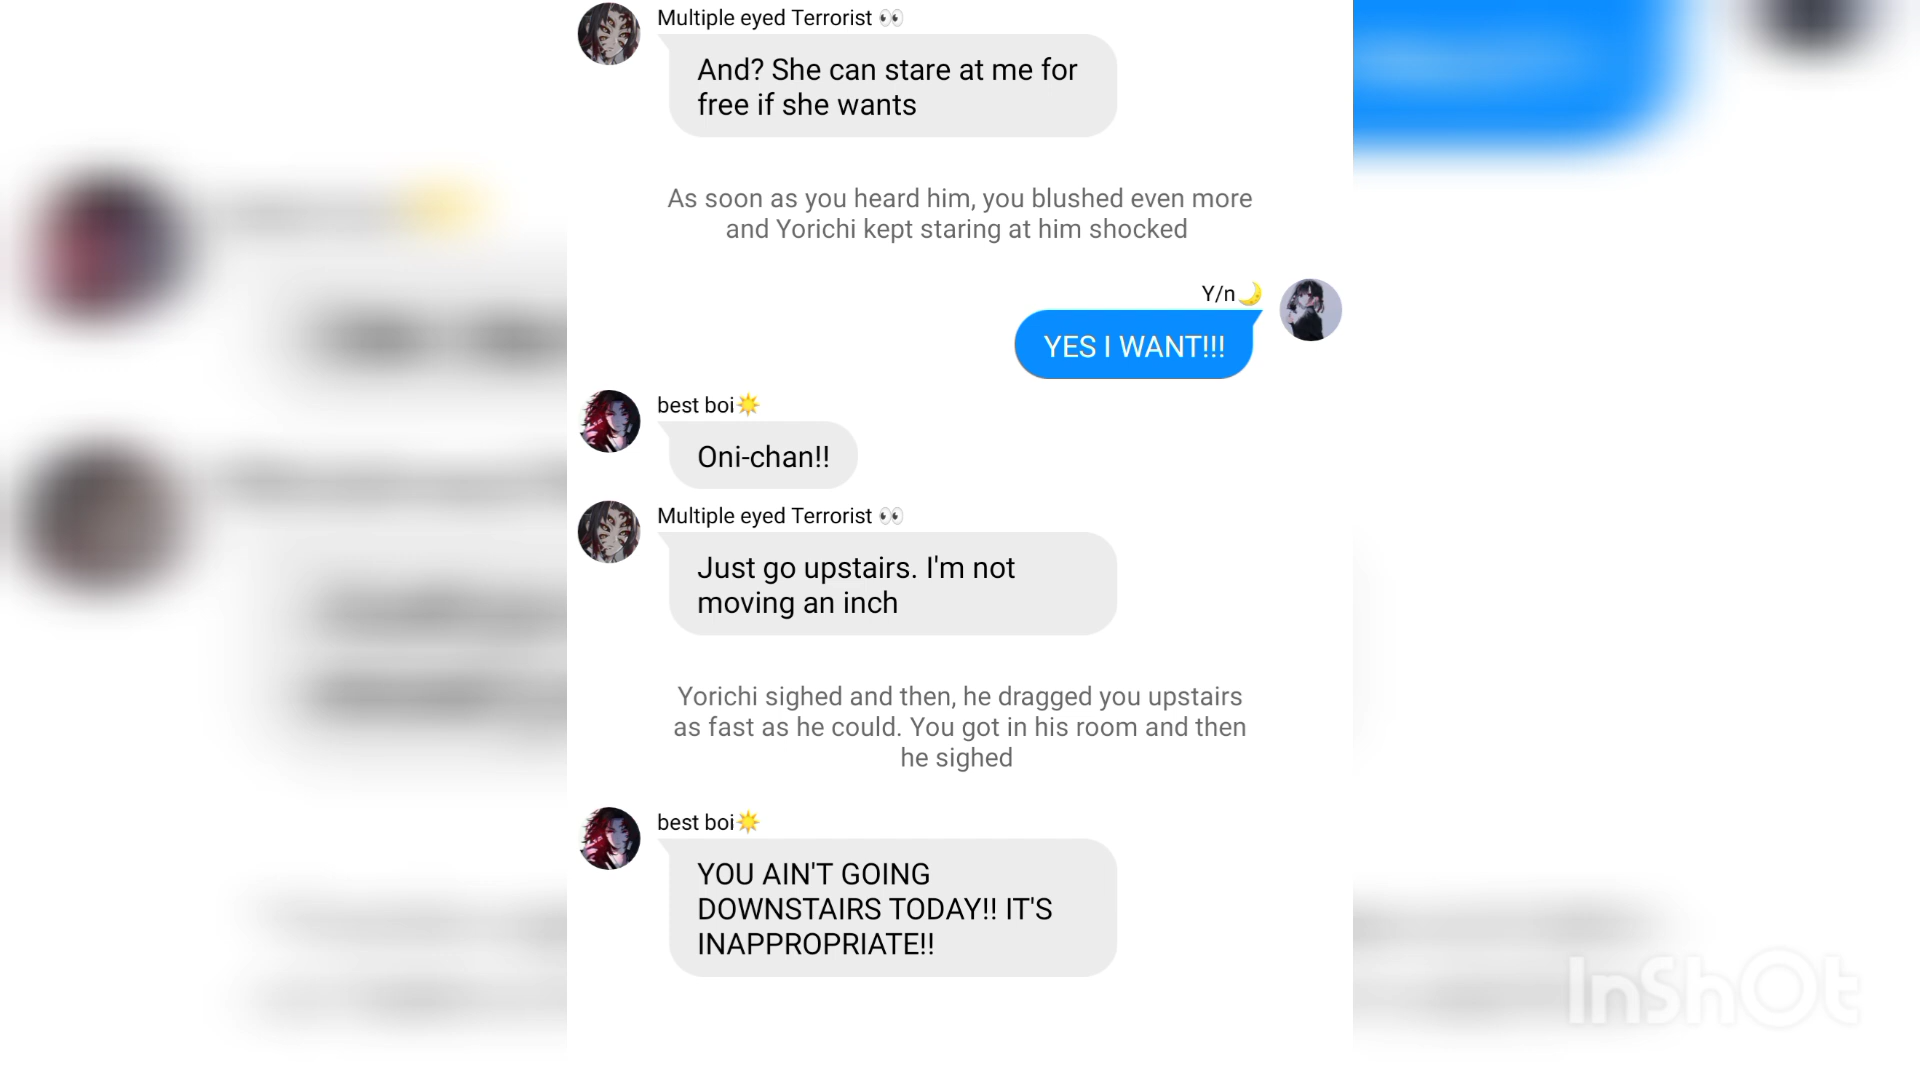 Multiple eyed Terrorist 👀
And? She can stare at me for
free if she wants
As soon as you heard him, you blushed even more
and Yorichi kept staring at him shocked
Y/n🌙
YES I WANT!!!
best boi☀️
Oni-chan!!
Multiple eyed Terrorist 👀
Just go upstairs. I'm not
moving an inch
Yorichi sighed and then, he dragged you upstairs
as fast as he could. You got in his room and then
he sighed
best boi☀️
YOU AIN'T GOING
DOWNSTAIRS TODAY!! IT'S
INAPPROPRIATE!!
InShOt